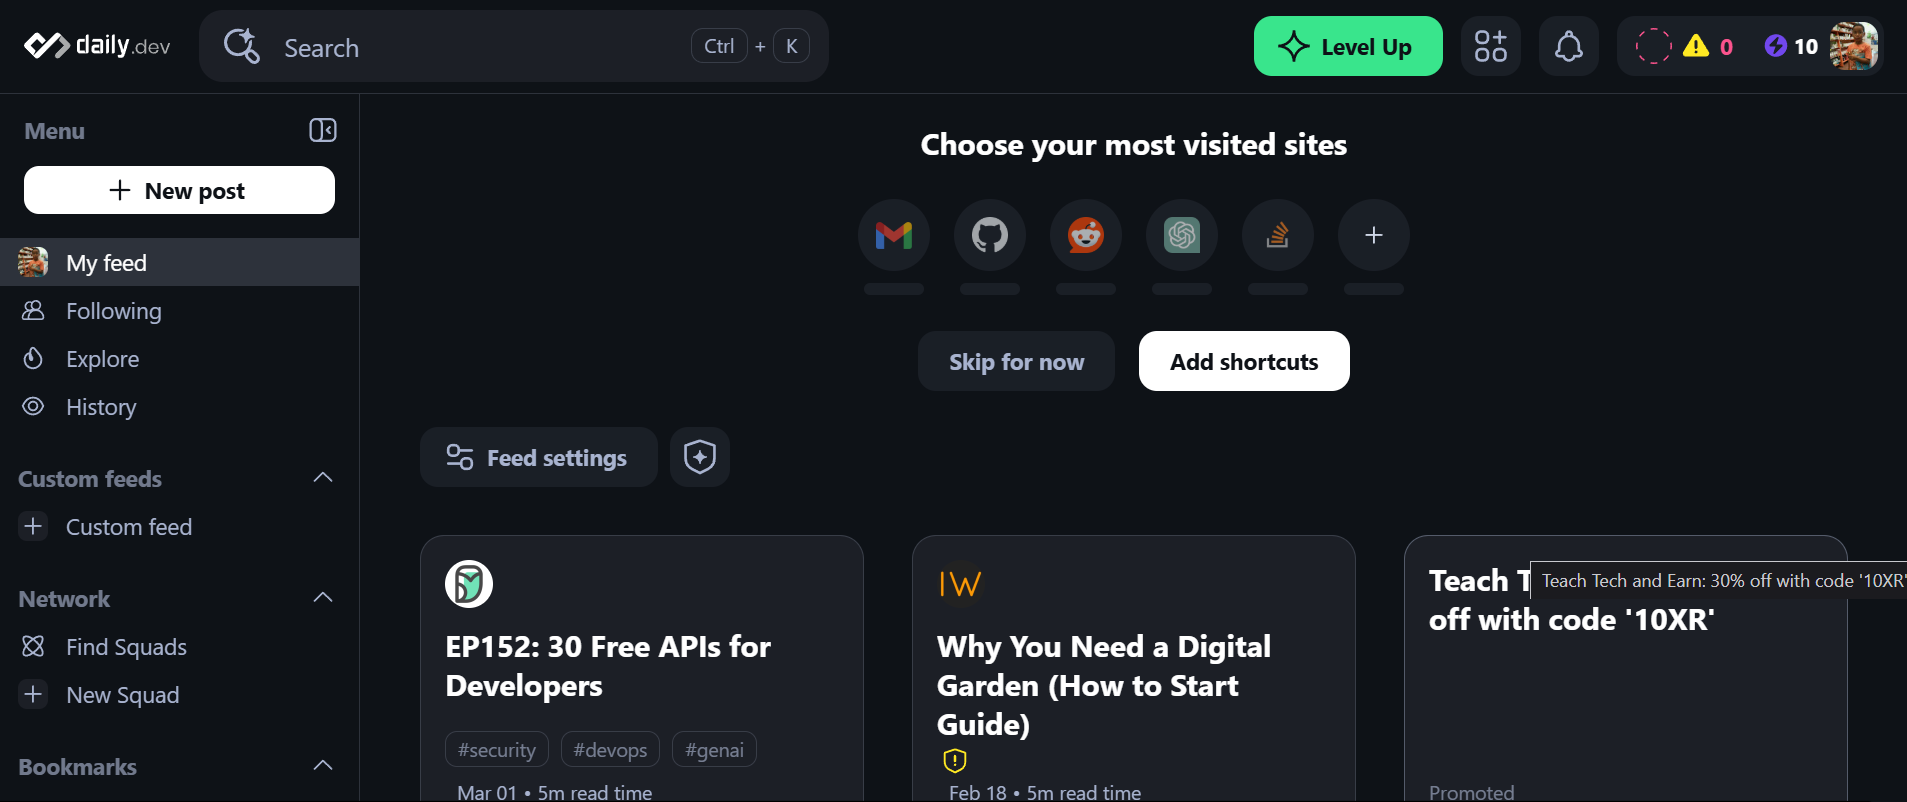 daily.dev
Search
Ctrl + K
Level Up
0
10
Menu
New post
My feed
Following
Explore
History
Custom feeds
Custom feed
Network
Find Squads
New Squad
Bookmarks
Choose your most visited sites
Skip for now
Add shortcuts
Feed settings
EP152: 30 Free APIs for
Developers
#security #devops #genai
Mar 01 • 5m read time
IW
Why You Need a Digital
Garden (How to Start
Guide)
Feb 18 • 5m read time
Teach T
off with code '10XR'
Teach Tech and Earn: 30% off with code '10XR'
Promoted